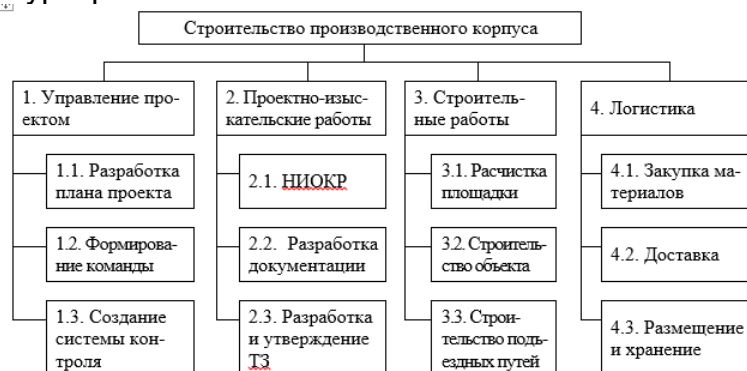 Строительство производственного корпуса
1. Управление про-
ектом
1.1. Разработка
плана проекта
1.2. Формирова-
ние команды
1.3. Создание
системы кон-
троля
2. Проектно-изыс-
кательские работы
2.1. НИОКР
2.2. Разработка
документации
2.3. Разработка
и утверждение
ТЗ
3. Строитель-
ные работы
3.1. Расчистка
площадки
3.2. Строитель-
ство объекта
3.3. Строи-
тельство подъ-
ездных путей
4. Логистика
4.1. Закупка ма-
териалов
4.2. Доставка
4.3. Размещение
и хранение